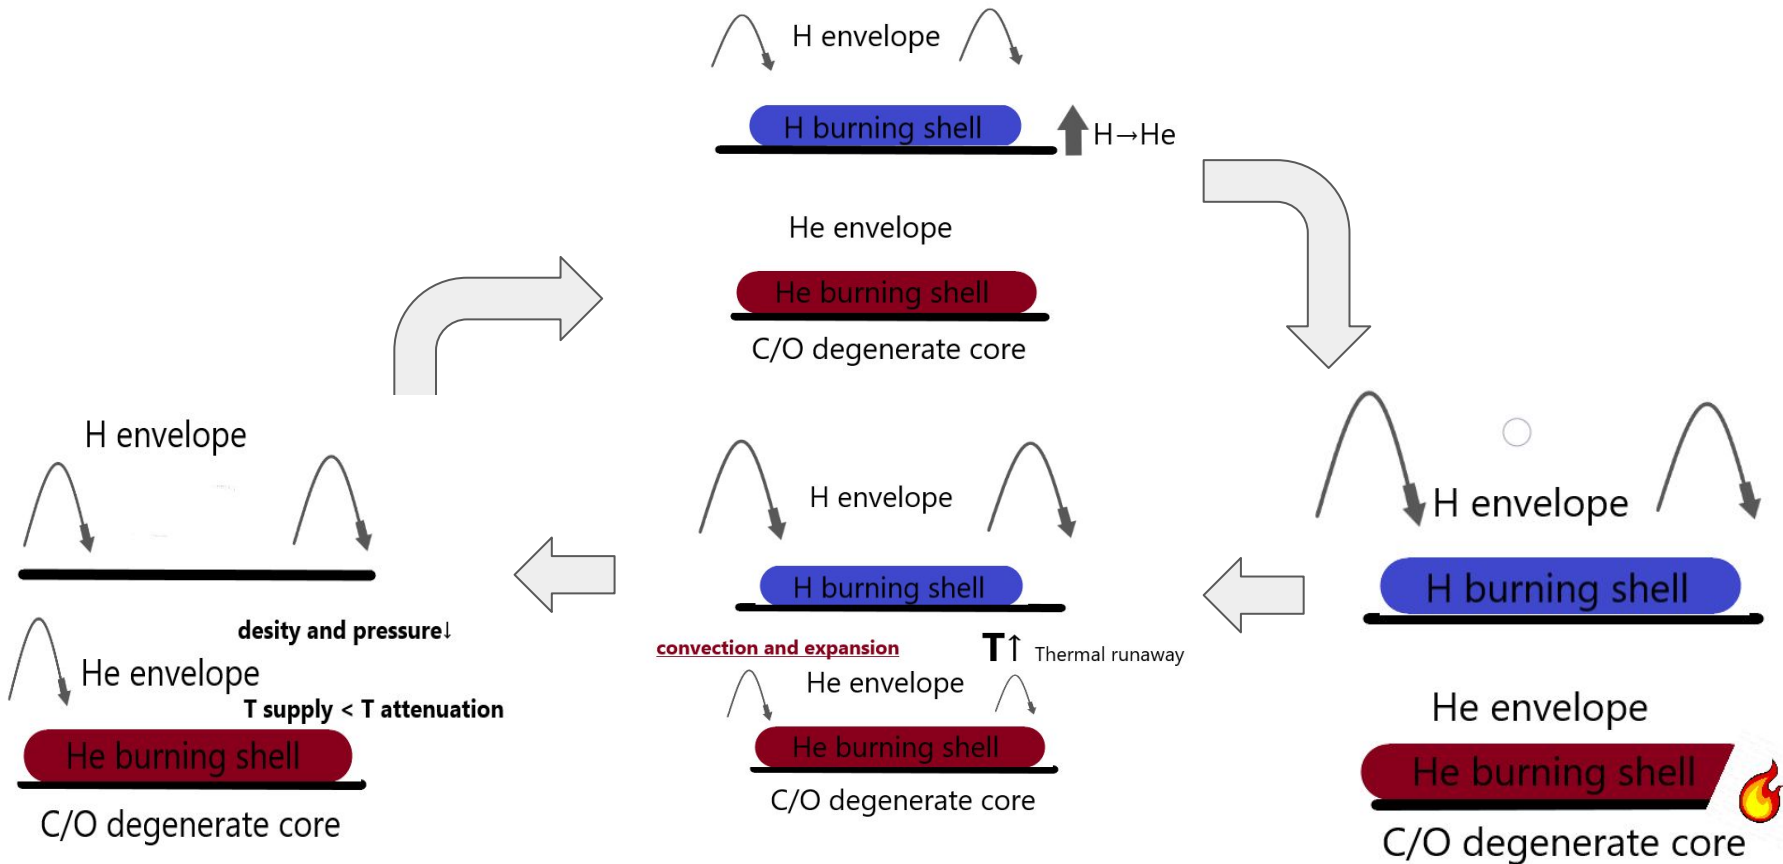 H envelope
H burning shell
H→He
He envelope
He burning shell
C/O degenerate core
H envelope
H burning shell
He envelope
He burning shell
C/O degenerate core
H envelope
H burning shell
convection and expansion
T↑ Thermal runaway
He envelope
He burning shell
C/O degenerate core
H envelope
desity and pressure↓
He envelope
T supply < T attenuation
He burning shell
C/O degenerate core